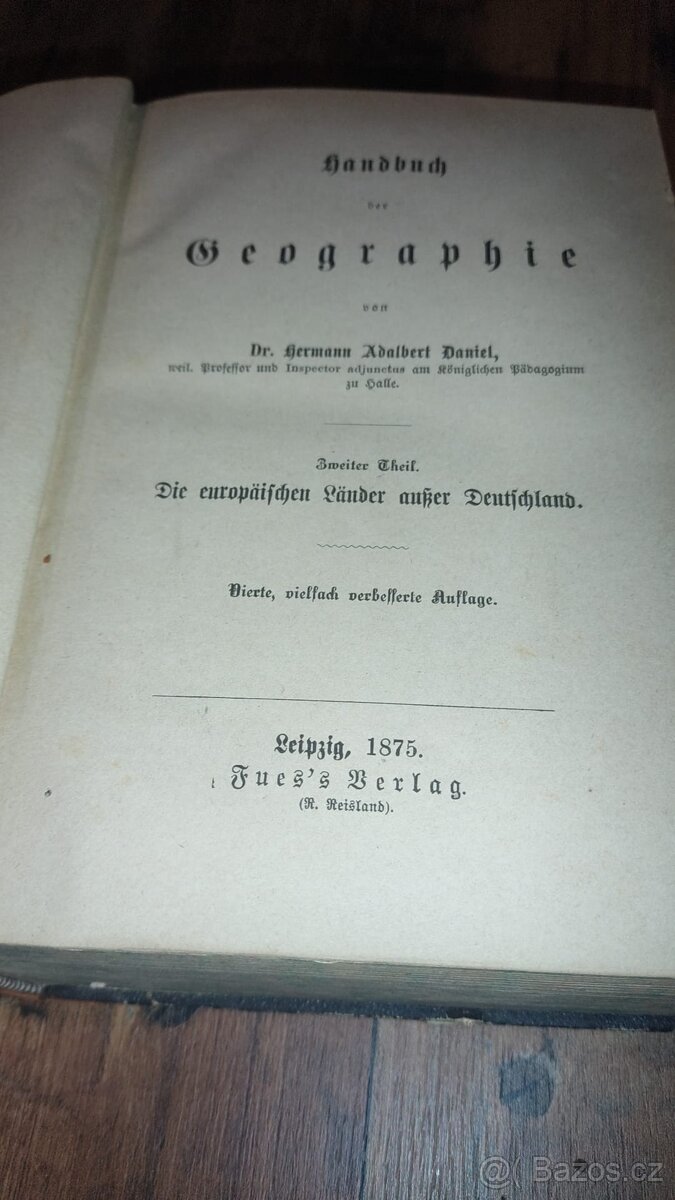 Handbuch
der
Geographie
von
Dr. Hermann Adalbert Daniel,
weil. Professor und Inspector adjunctus am Königlichen Pädagogium
zu Halle.
Zweiter Theil.
Die europäischen Länder außer Deutschland.
Vierte, vielfach verbesserte Auflage.
Leipzig, 1875.
Fues's Verlag.
(R. Reisland).
@ Bazos.cz